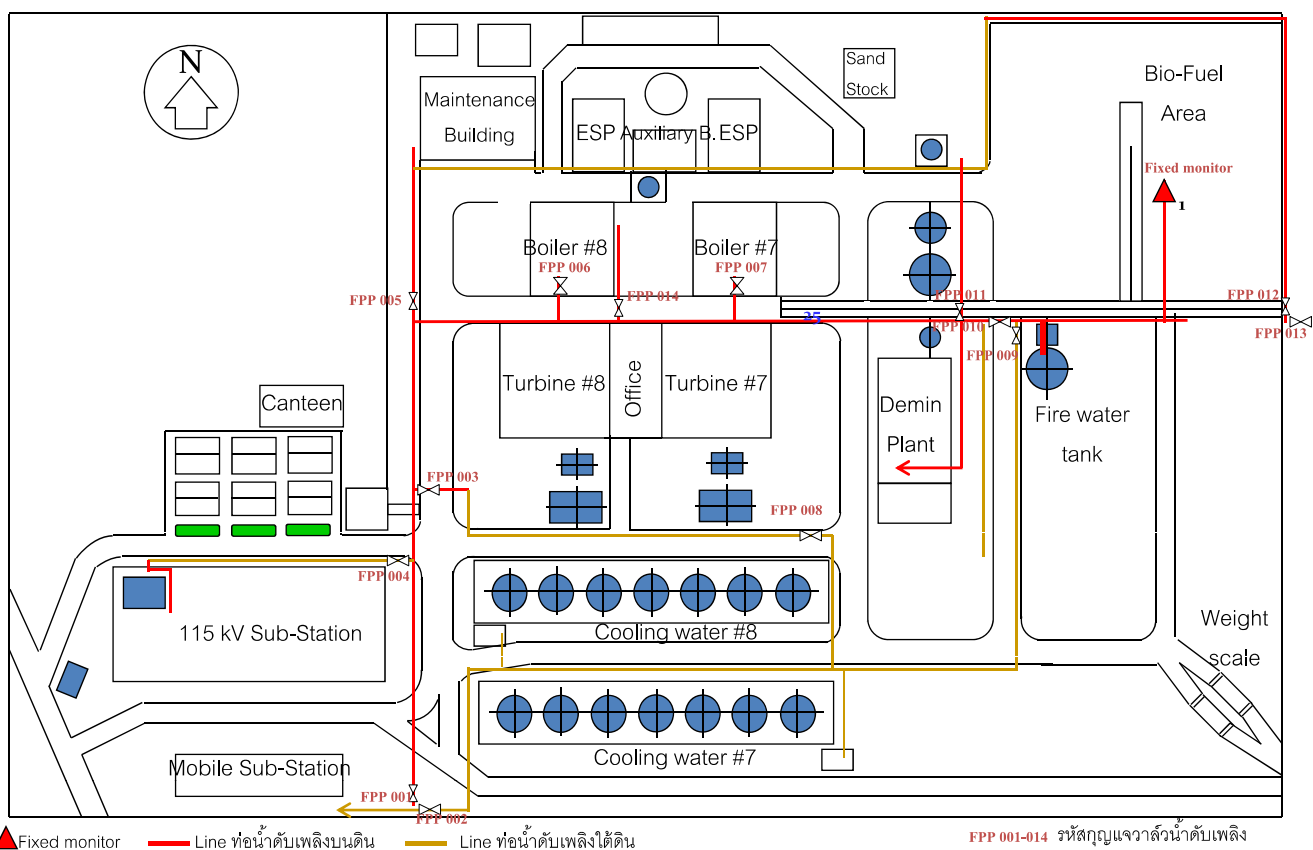 N
Maintenance
Building
ESP
Auxiliary B.
ESP
Sand
Stock
Bio-Fuel
Area
Fixed monitor
1
Boiler #8
Boiler #7
FPP 006
FPP 007
FPP 005
FPP 014
FPP 011
FPP 012
25
FPP 010
FPP 013
FPP 009
Turbine #8
Office
Turbine #7
Canteen
Demin
Plant
Fire water
tank
FPP 003
FPP 008
FPP 004
115 kV Sub-Station
Cooling water #8
Weight
scale
Cooling water #7
Mobile Sub-Station
FPP 001
FPP 002
Fixed monitor
Line ท่อน้ำดับเพลิงบนดิน
Line ท่อน้ำดับเพลิงใต้ดิน
FPP 001-014 รหัสกุญแจวาล์วน้ำดับเพลิง